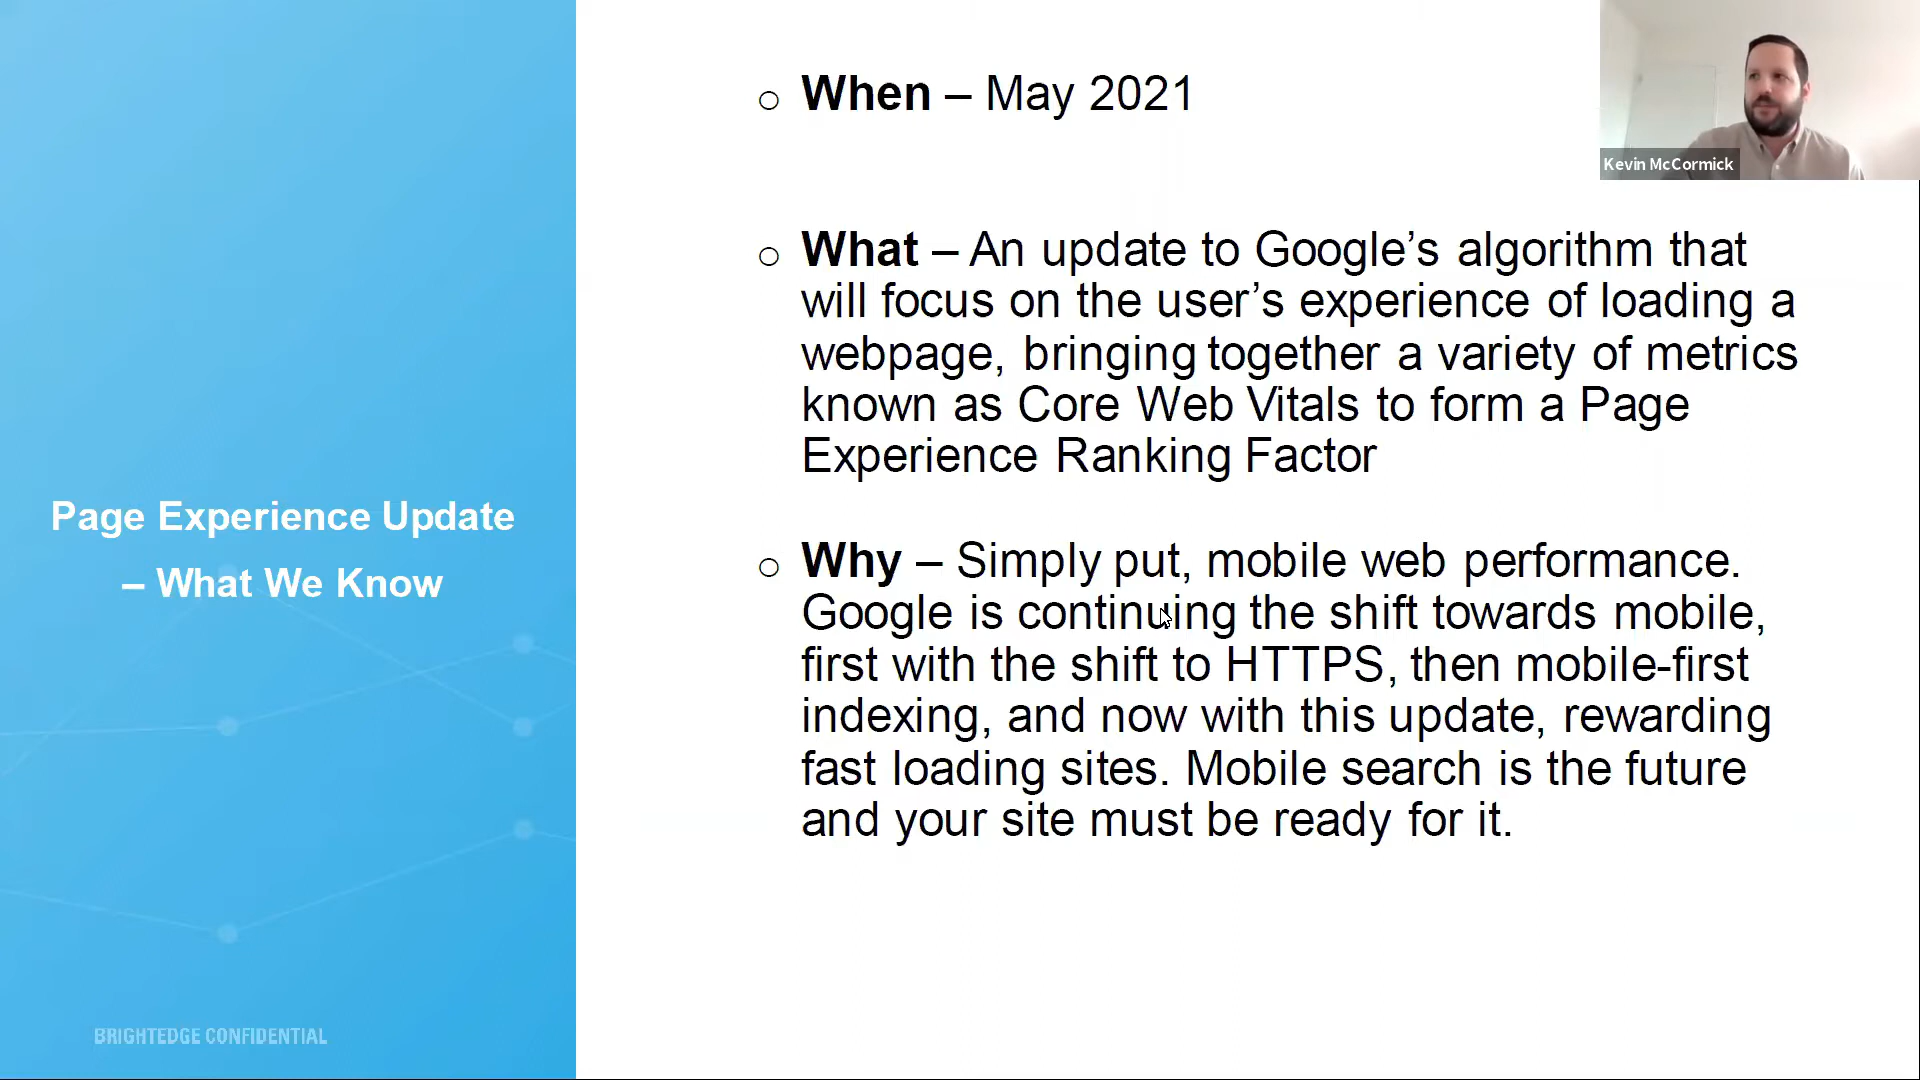 Page Experience Update
– What We Know
BRIGHTEDGE CONFIDENTIAL
When – May 2021
What – An update to Google’s algorithm that
will focus on the user’s experience of loading a
webpage, bringing together a variety of metrics
known as Core Web Vitals to form a Page
Experience Ranking Factor
Why – Simply put, mobile web performance.
Google is continuing the shift towards mobile,
first with the shift to HTTPS, then mobile-first
indexing, and now with this update, rewarding
fast loading sites. Mobile search is the future
and your site must be ready for it.
Kevin McCormick